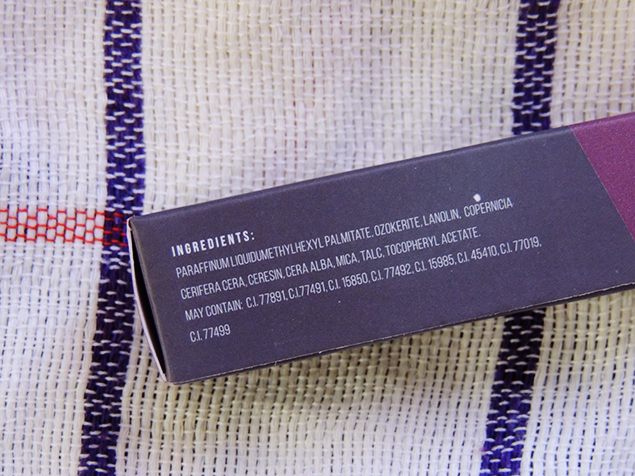 INGREDIENTS:
PARAFFINUM LIQUIDUMETHYLHEXYL PALMITATE, OZOKERITE, LANOLIN, COPERNICIA
CERIFERA CERA, CERESIN, CERA ALBA, MICA, TALC, TOCOPHERYL ACETATE.
MAY CONTAIN: C.I. 77891, C.I.77491, C.I. 15850, C.I. 77492, C.I. 15985, C.I. 45410, C.I. 77019,
C.I. 77499